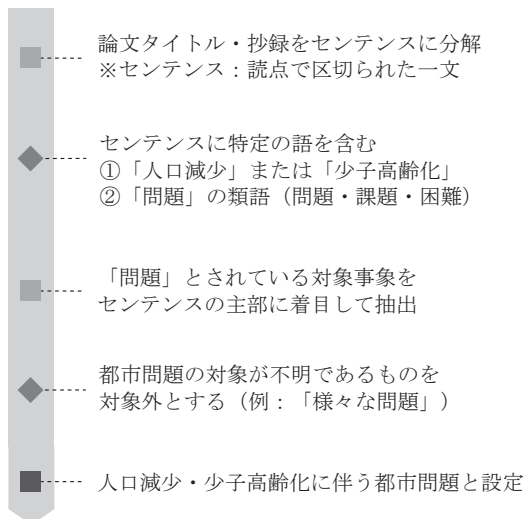 論文タイトル・抄録をセンテンスに分解
※センテンス：読点で区切られた一文
センテンスに特定の語を含む
①「人口減少」または「少子高齢化」
②「問題」の類語（問題・課題・困難）
「問題」とされている対象事象を
センテンスの主部に着目して抽出
都市問題の対象が不明であるものを
対象外とする（例：「様々な問題」）
人口減少・少子高齢化に伴う都市問題と設定